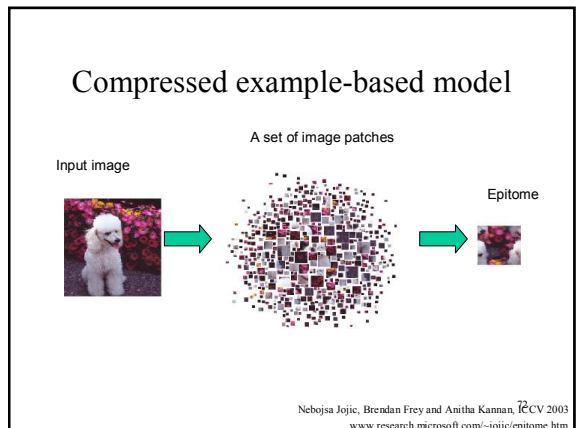 Compressed example-based model
A set of image patches
Input image
Epitome
72
Nebojsa Jojic, Brendan Frey and Anitha Kannan, ICCV 2003
www.research.microsoft.com/~jojic/epitome.htm